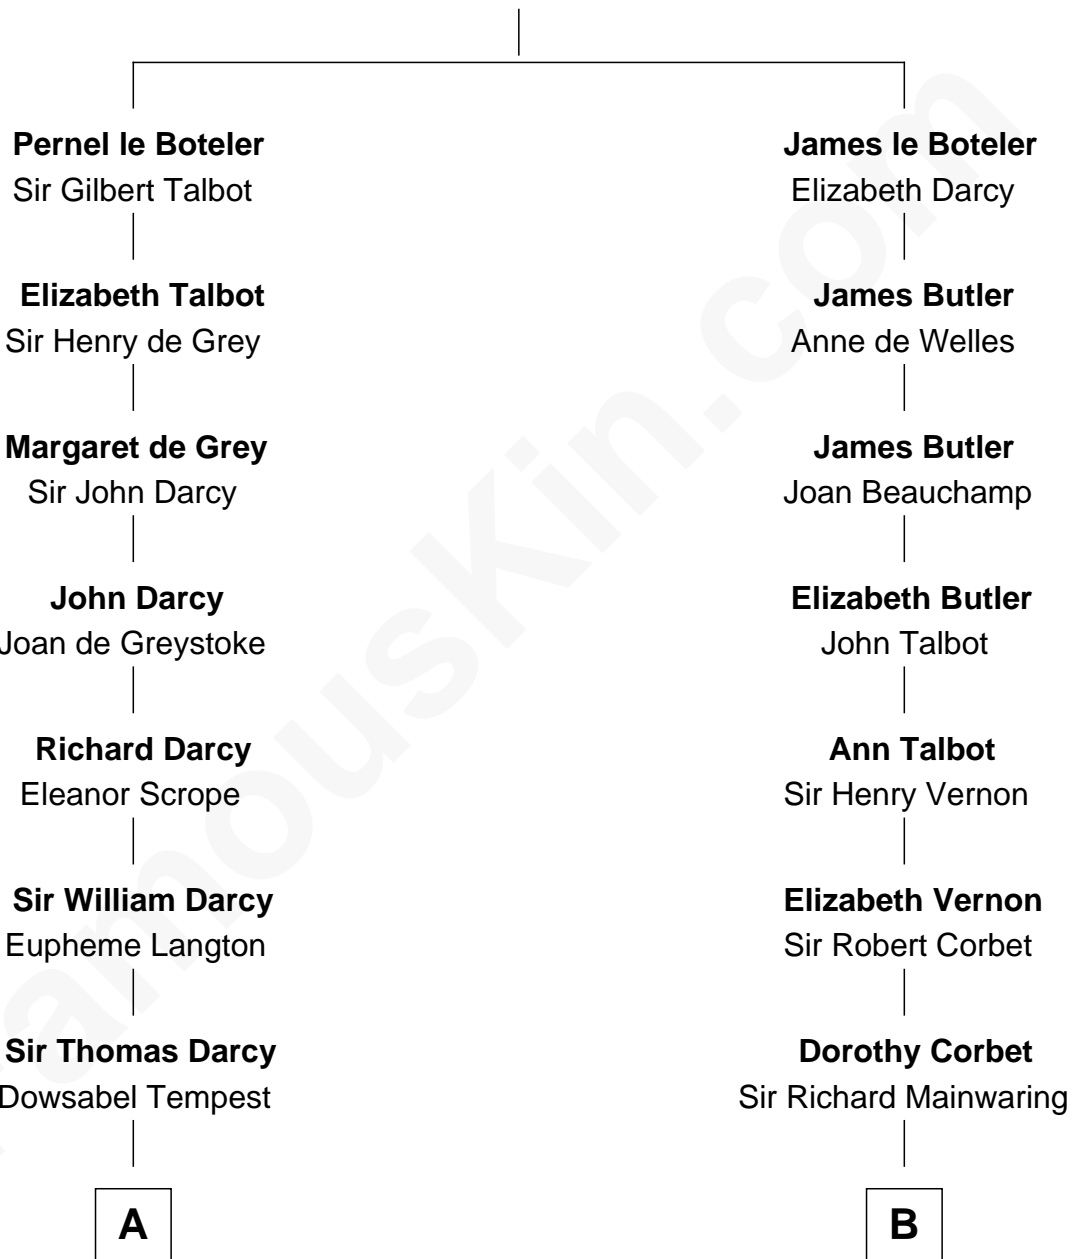 Pernel le Boteler
Sir Gilbert Talbot
Elizabeth Talbot
Sir Henry de Grey
Margaret de Grey
Sir John Darcy
John Darcy
Joan de Greystoke
Richard Darcy
Eleanor Scrope
Sir William Darcy
Eupheme Langton
Sir Thomas Darcy
Dowsabel Tempest
A
James le Boteler
Elizabeth Darcy
James Butler
Anne de Welles
James Butler
Joan Beauchamp
Elizabeth Butler
John Talbot
Ann Talbot
Sir Henry Vernon
Elizabeth Vernon
Sir Robert Corbet
Dorothy Corbet
Sir Richard Mainwaring
B
FamousKin.com